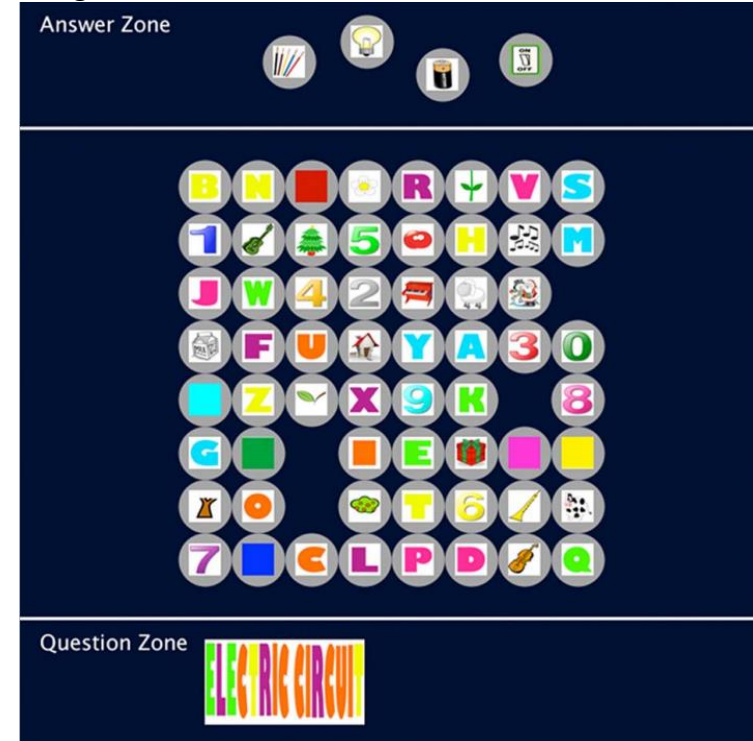 Answer Zone
ON
OFF
B N R V S
1 5 H M
J W 4 2
F U Y A 3 0
Z X 9 K 8
G E
O T 6
7 C L P D Q
Question Zone
ELECTRIC CIRCUIT